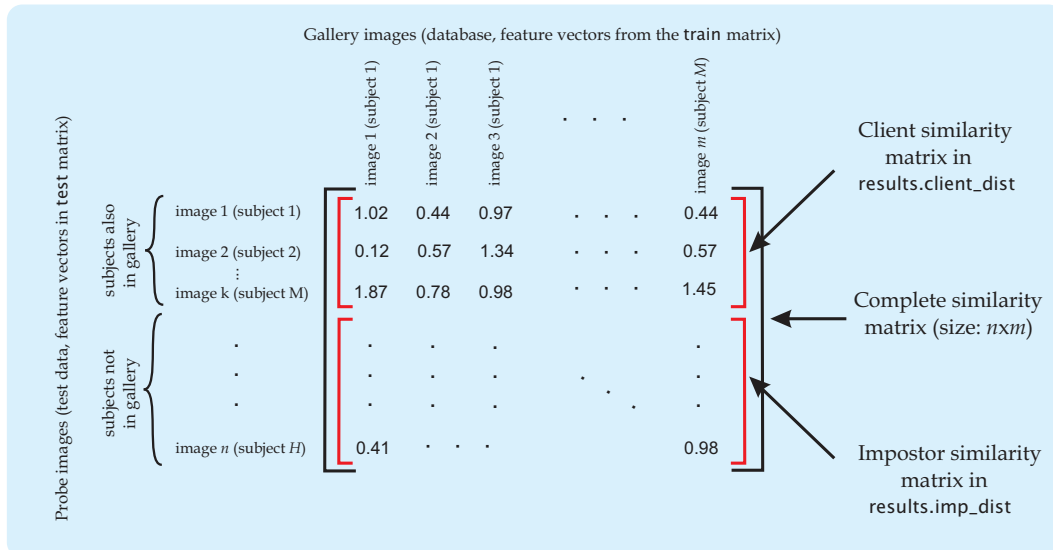 Gallery images (database, feature vectors from the train matrix)
Probe images (test data, feature vectors in test matrix)
image 1 (subject 1)
image 2 (subject 1)
image 3 (subject 1)
. . .
image m (subject M)
subjects also
in gallery
image 1 (subject 1) 1.02 0.44 0.97 . . . 0.44
image 2 (subject 2) 0.12 0.57 1.34 . . . 0.57
⋮
image k (subject M) 1.87 0.78 0.98 . . . 1.45
subjects not
in gallery
. . . . . .
. . . . . .
. . . . . .
image n (subject H) 0.41 . . . 0.98
Client similarity
matrix in
results.client_dist
Complete similarity
matrix (size: nxm)
Impostor similarity
matrix in
results.imp_dist